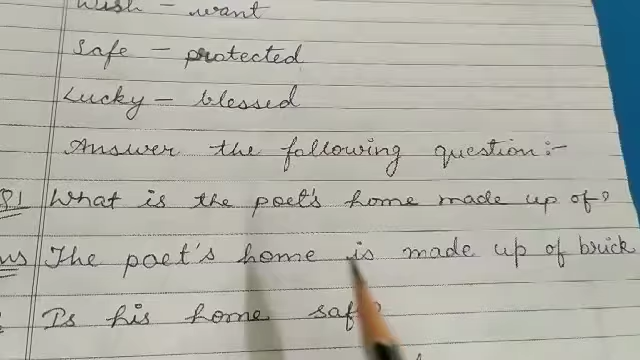 Wish - want
Safe - protected
Lucky - blessed
Answer the following question :-
Q1 What is the poet's home made up of?
Ans The poet's home is made up of brick
Is his home safe?